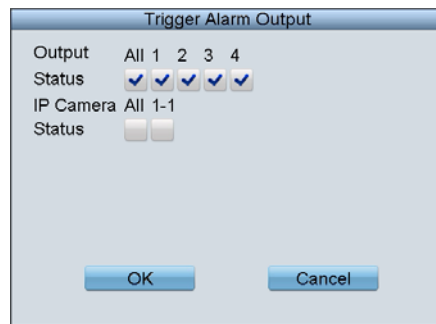 Trigger Alarm Output
Output All 1 2 3 4
Status
IP Camera All 1-1
Status
OK Cancel